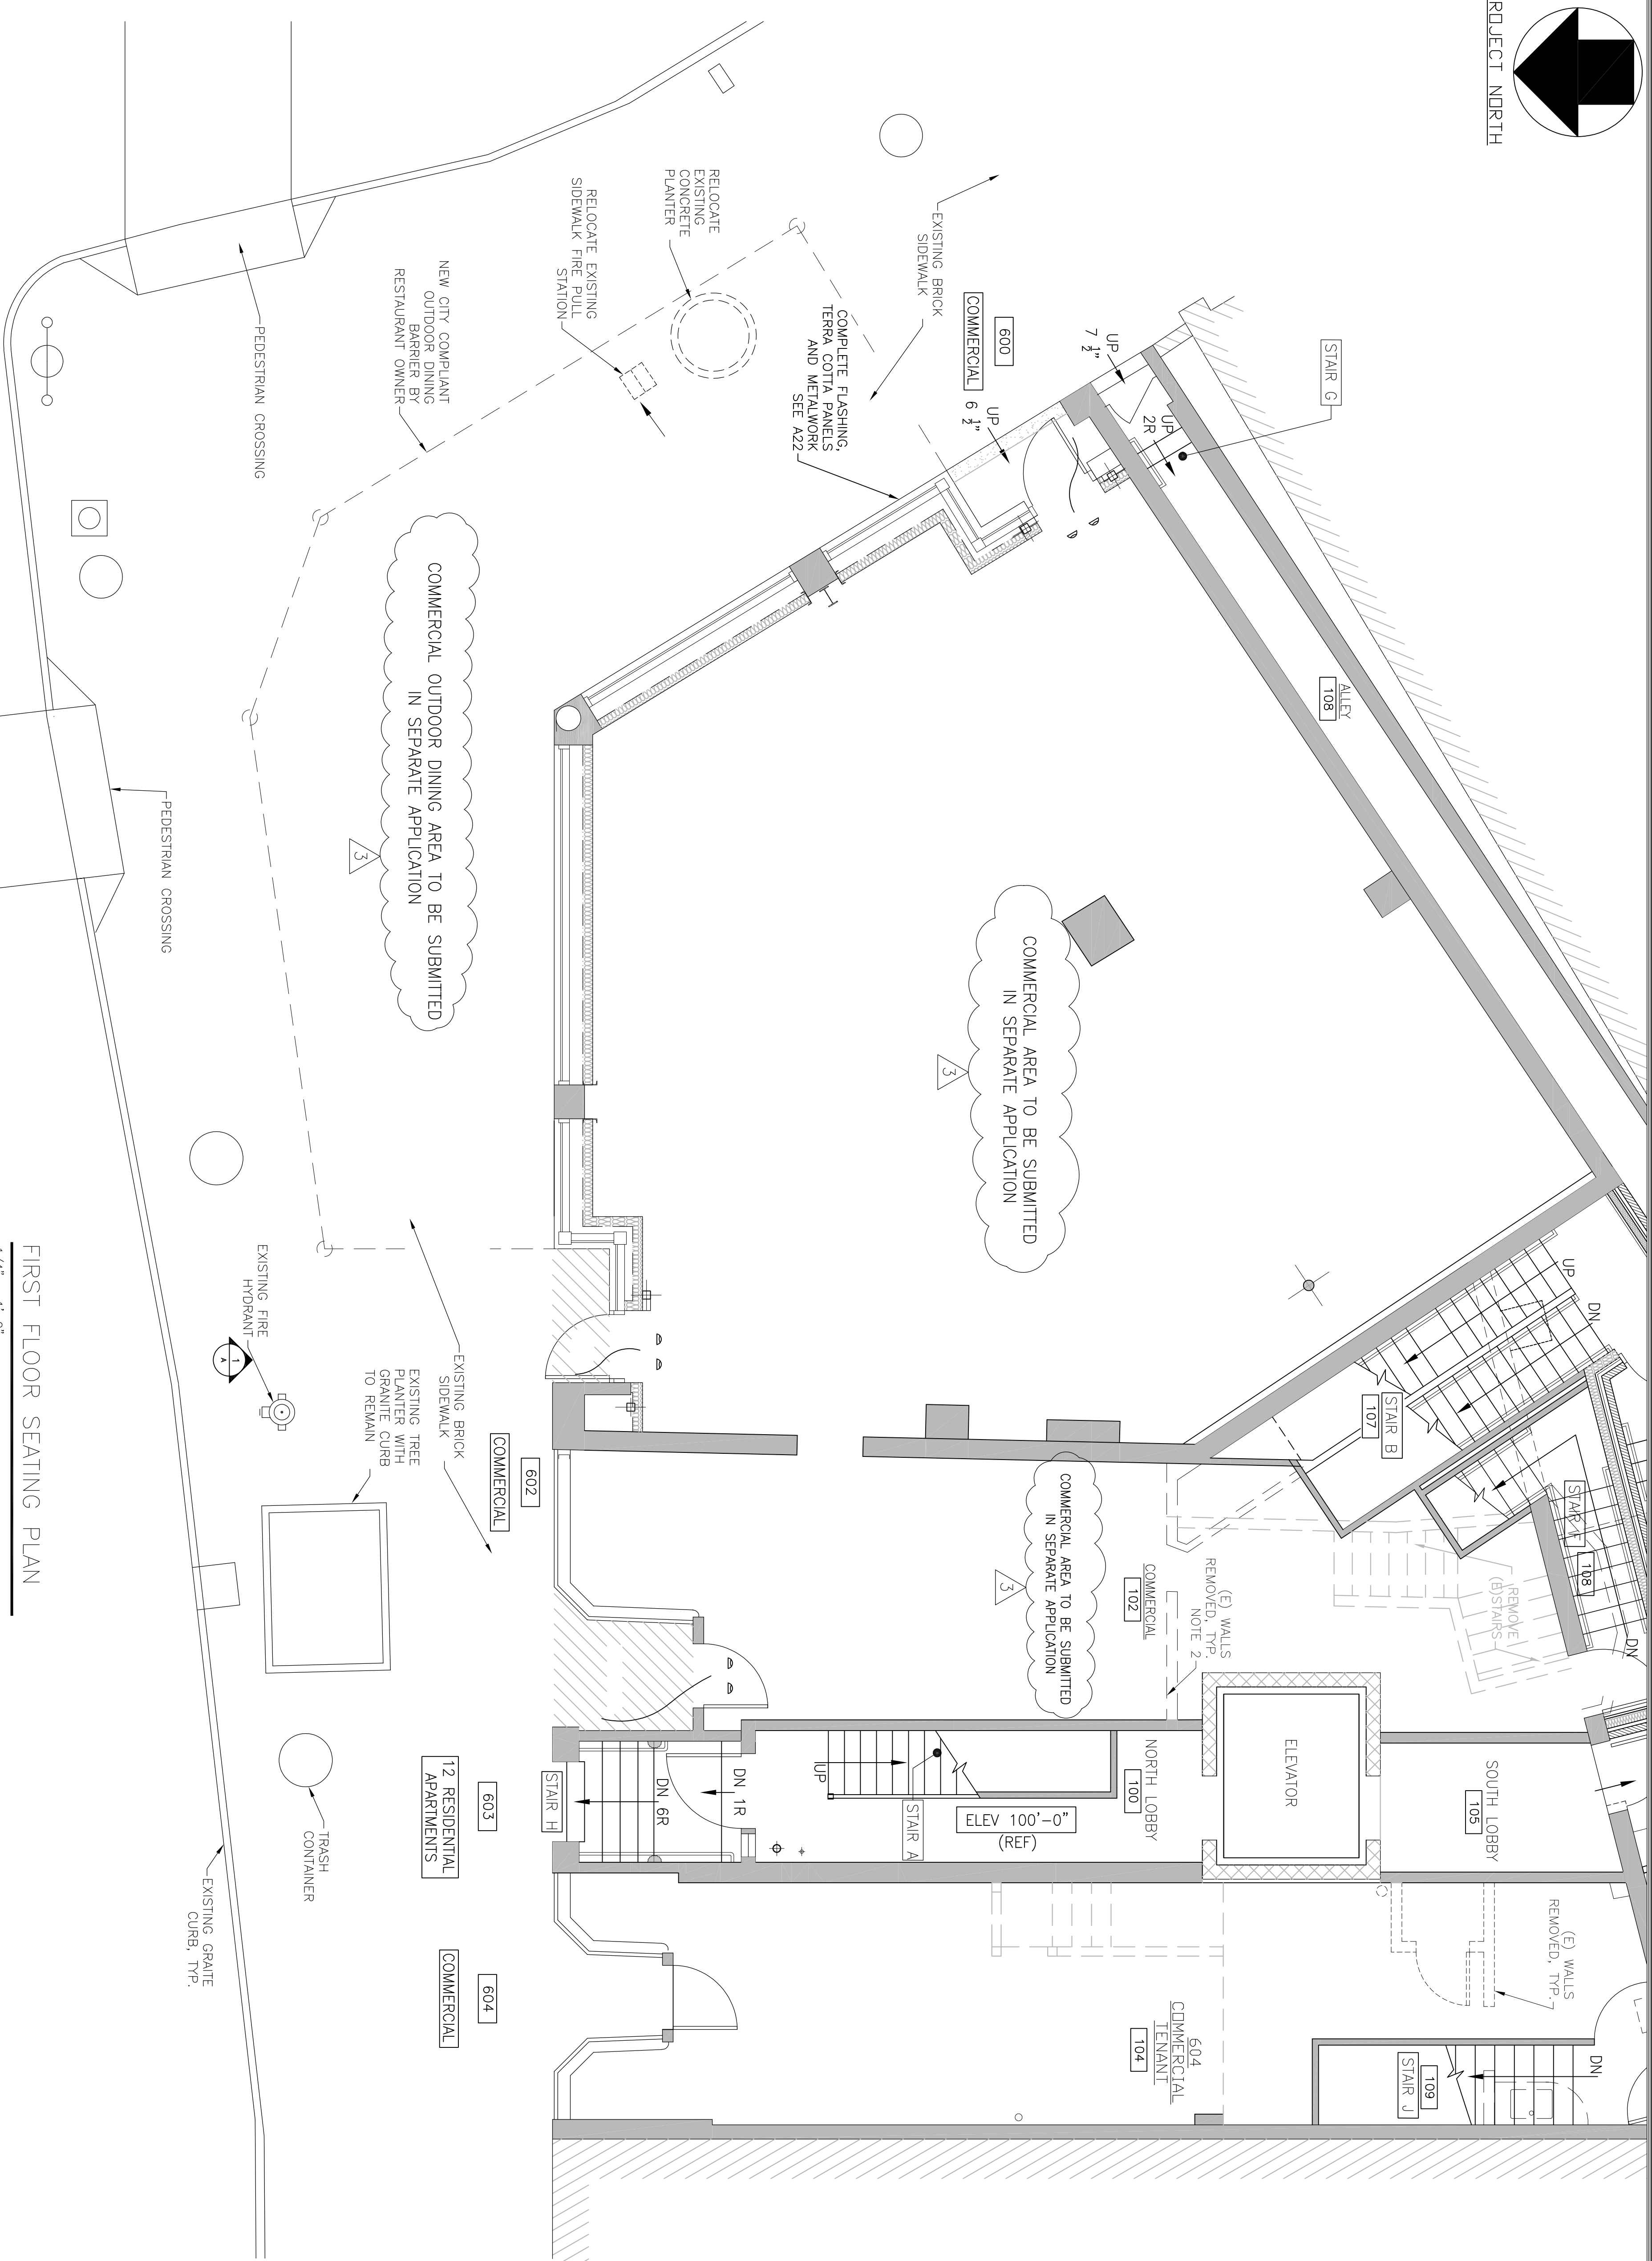 ROJECT NORTH
STAIR G
UP
7 1/2"
UP
2R
600
COMMERCIAL
UP
6 1/2"
EXISTING BRICK
SIDEWALK
COMPLETE FLASHING,
TERRA COTTA PANELS
AND METALWORK
SEE A22
RELOCATE
EXISTING
CONCRETE
PLANTER
RELOCATE EXISTING
SIDEWALK FIRE PULL
STATION
NEW CITY COMPLIANT
OUTDOOR DINING
BARRIER BY
RESTAURANT OWNER
PEDESTRIAN CROSSING
ALLEY
108
COMMERCIAL AREA TO BE SUBMITTED
IN SEPARATE APPLICATION
3
COMMERCIAL OUTDOOR DINING AREA TO BE SUBMITTED
IN SEPARATE APPLICATION
3
PEDESTRIAN CROSSING
UP
DN
STAIR B
107
STAIR F
108
DN
REMOVE
(E)STAIRS
(E) WALLS
REMOVED, TYP.
NOTE 2
COMMERCIAL
102
COMMERCIAL AREA TO BE SUBMITTED
IN SEPARATE APPLICATION
3
602
COMMERCIAL
EXISTING BRICK
SIDEWALK
EXISTING TREE
PLANTER WITH
GRANITE CURB
TO REMAIN
EXISTING FIRE
HYDRANT
1
A
SOUTH LOBBY
105
ELEVATOR
NORTH LOBBY
100
ELEV 100'-0"
(REF)
STAIR A
UP
DN 1R
DN 6R
STAIR H
603
12 RESIDENTIAL
APARTMENTS
TRASH
CONTAINER
(E) WALLS
REMOVED, TYP.
DN
109
STAIR J
604
COMMERCIAL
TENANT
104
604
COMMERCIAL
EXISTING GRAITE
CURB, TYP.
FIRST FLOOR SEATING PLAN